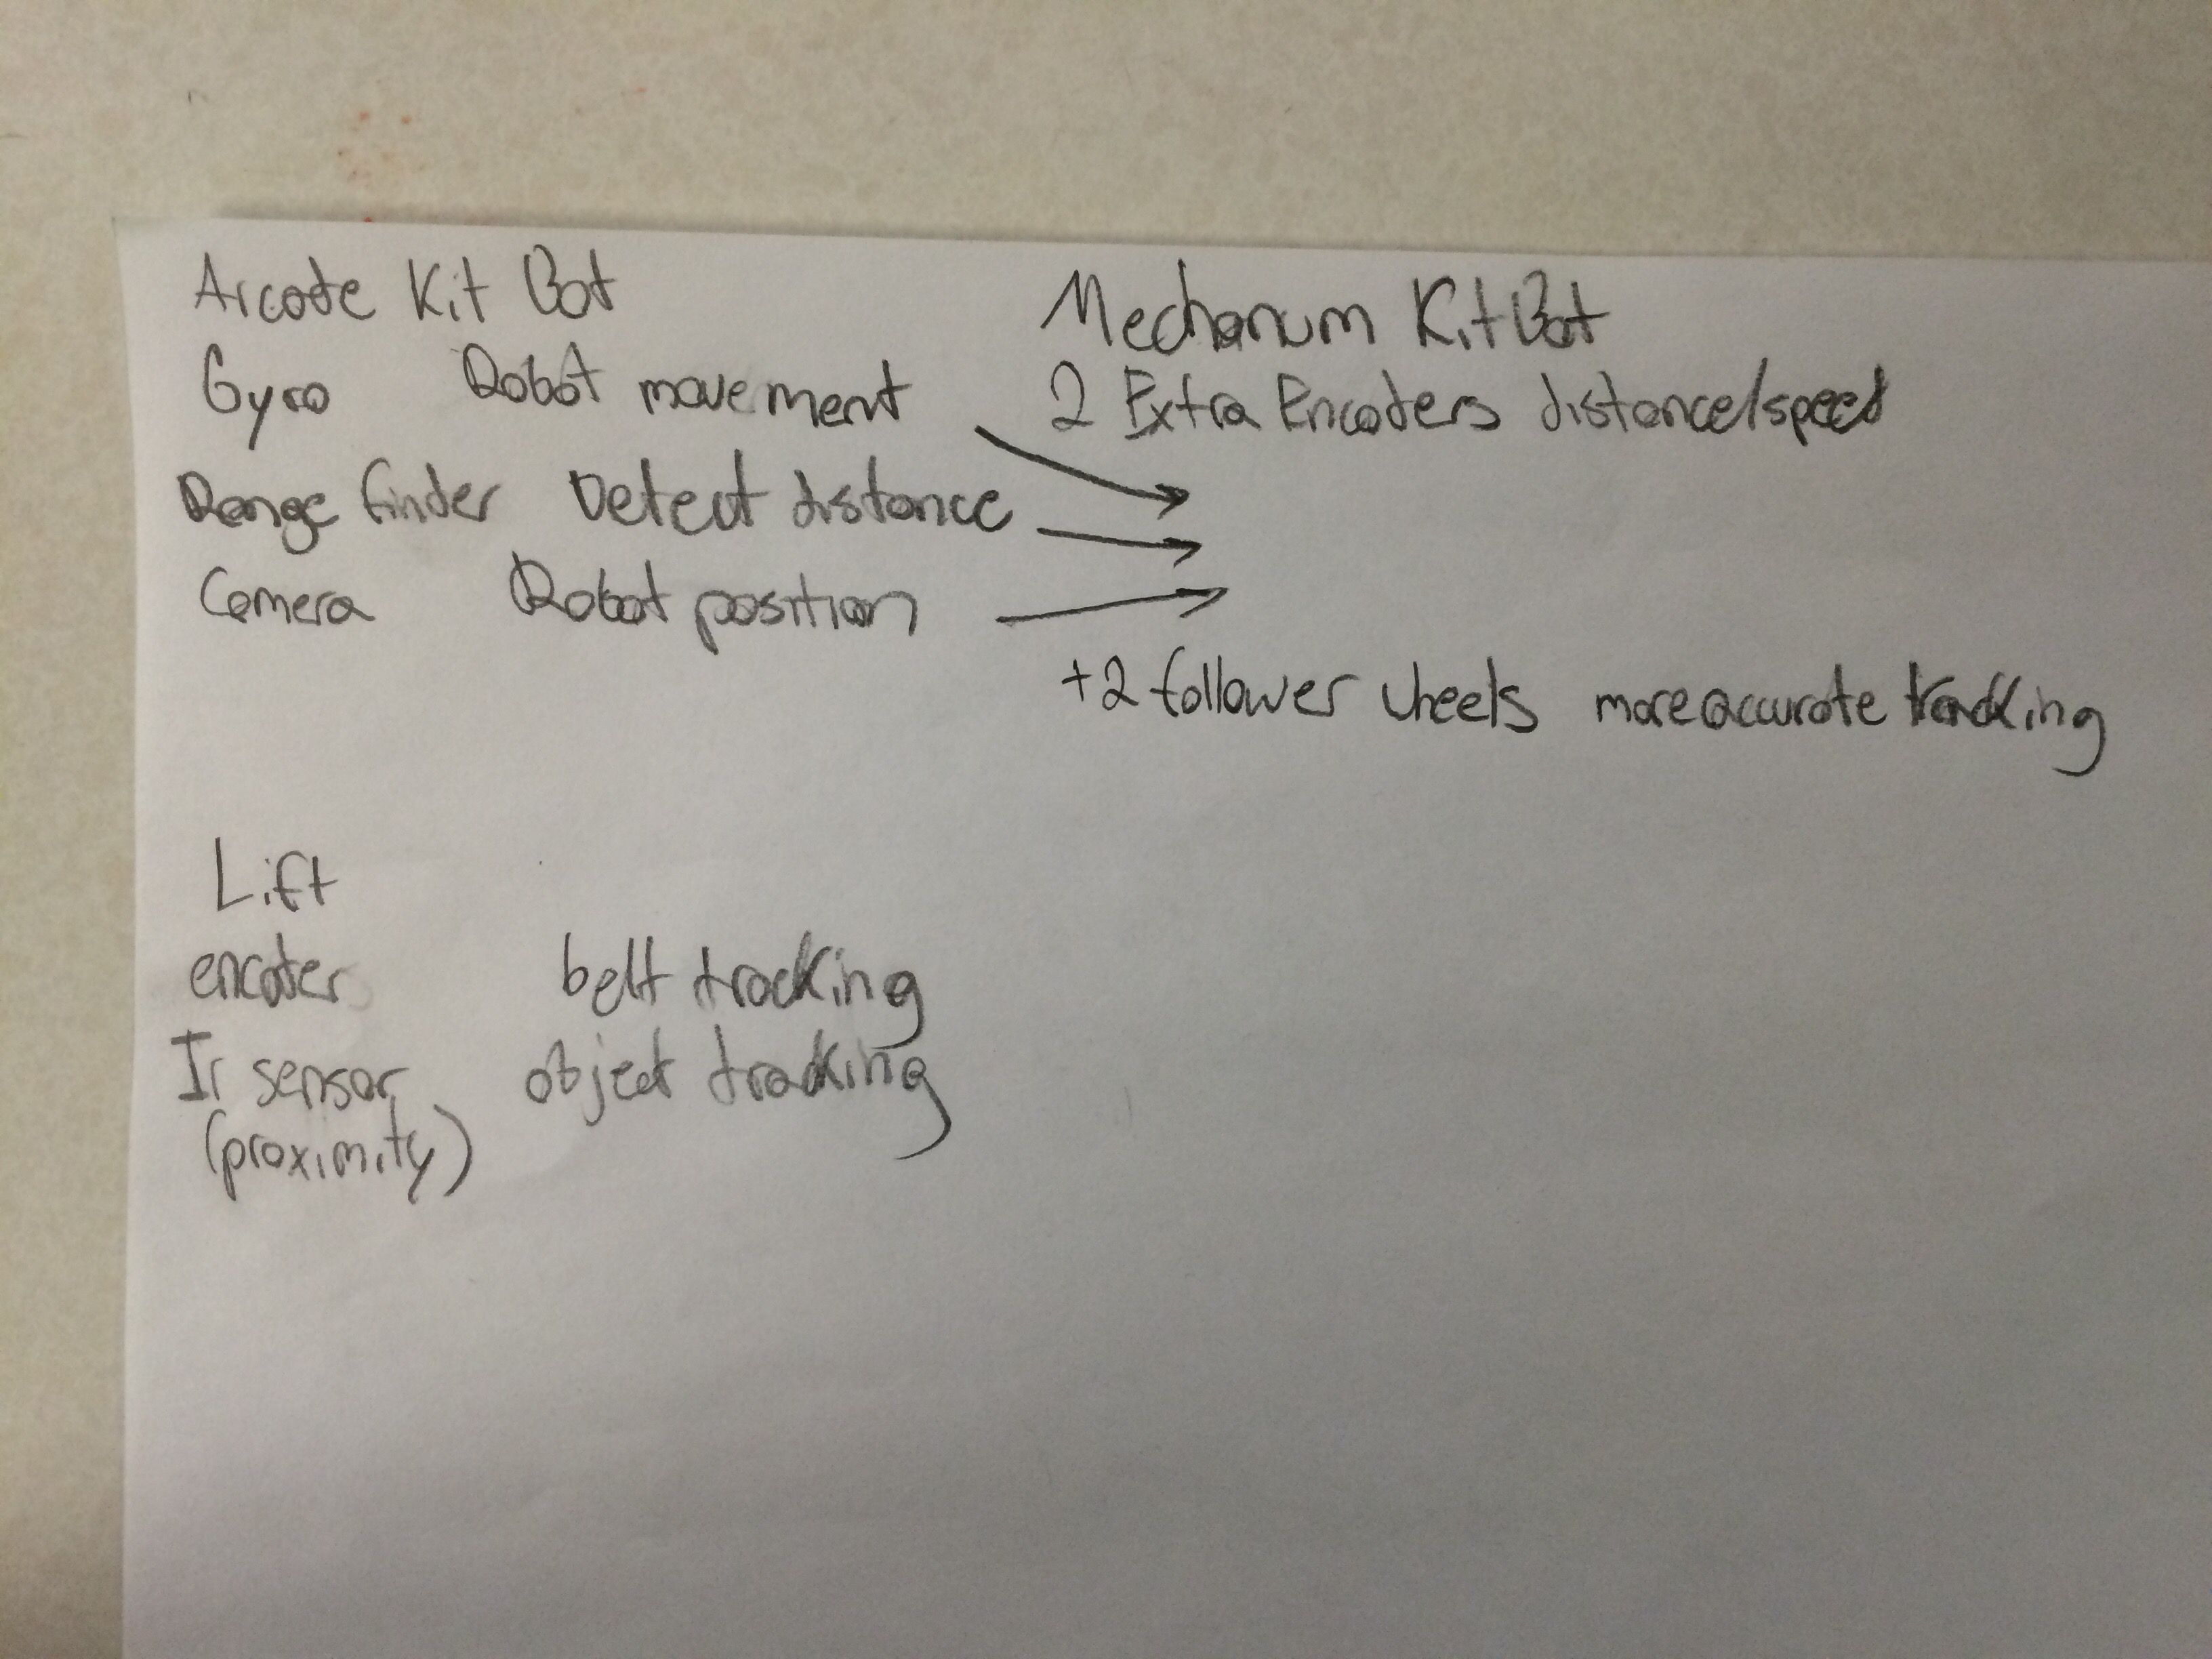 Arcade Kit Bot
Gyro Robot movement
Range finder Detect distance
Camera Robot position
Mechanum Kit Bot
2 Extra Encoders distance/speed
+2 follower wheels more accurate tracking
Lift
encoder belt tracking
Ir sensor object tracking
(proximity)